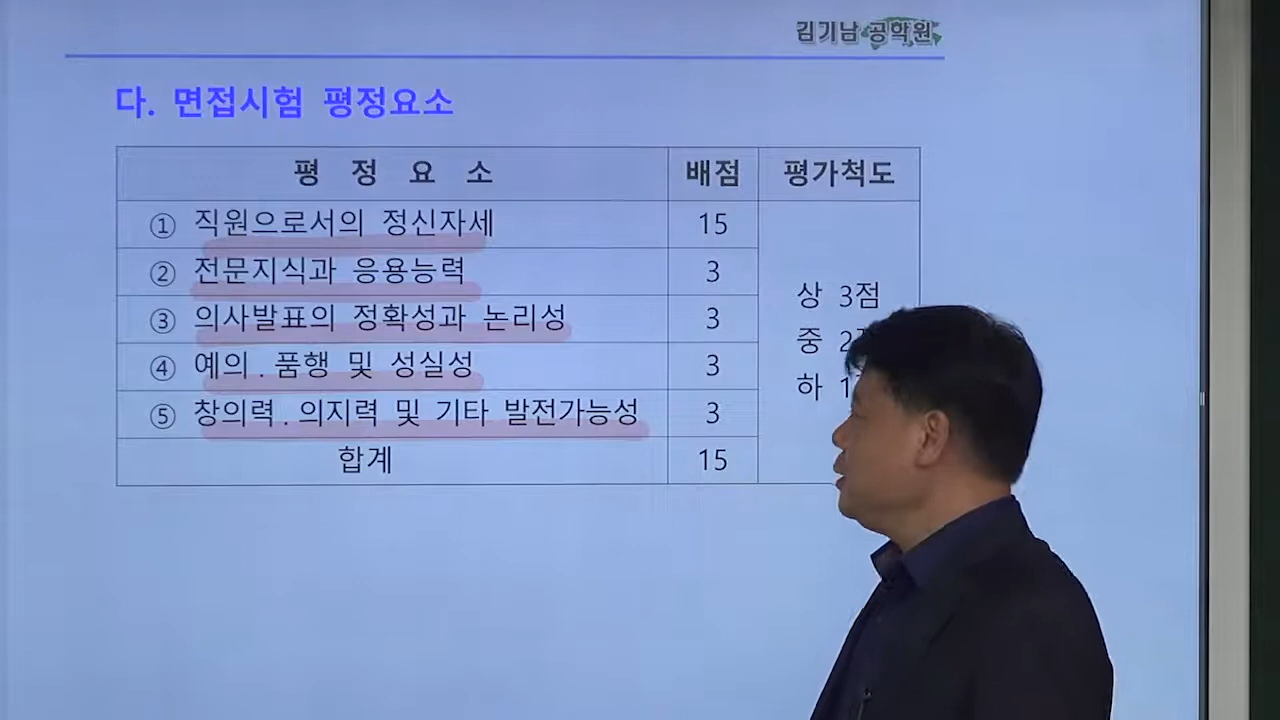 김기남 공학원
다. 면접시험 평정요소
평 정 요 소 배점 평가척도
① 직원으로서의 정신자세 15
② 전문지식과 응용능력 3
③ 의사발표의 정확성과 논리성 3
④ 예의．품행 및 성실성 3
⑤ 창의력．의지력 및 기타 발전가능성 3
합계 15
상 3점
중 2
하 1